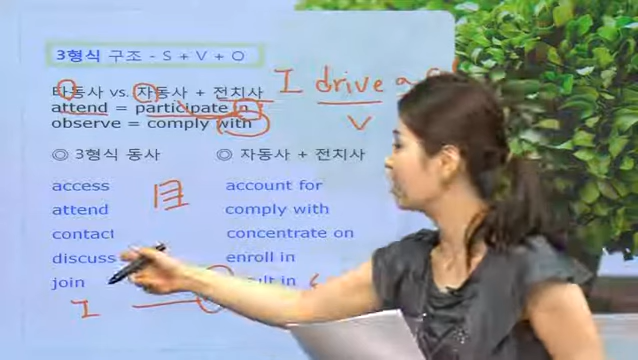 3형식 구조 - S + V + O
타동사 vs. 자동사 + 전치사
I drive a
attend = participate in
V
observe = comply with
◎ 3형식 동사
◎ 자동사 + 전치사
access
account for
목
attend
comply with
contact
concentrate on
discuss
enroll in
join
in
I